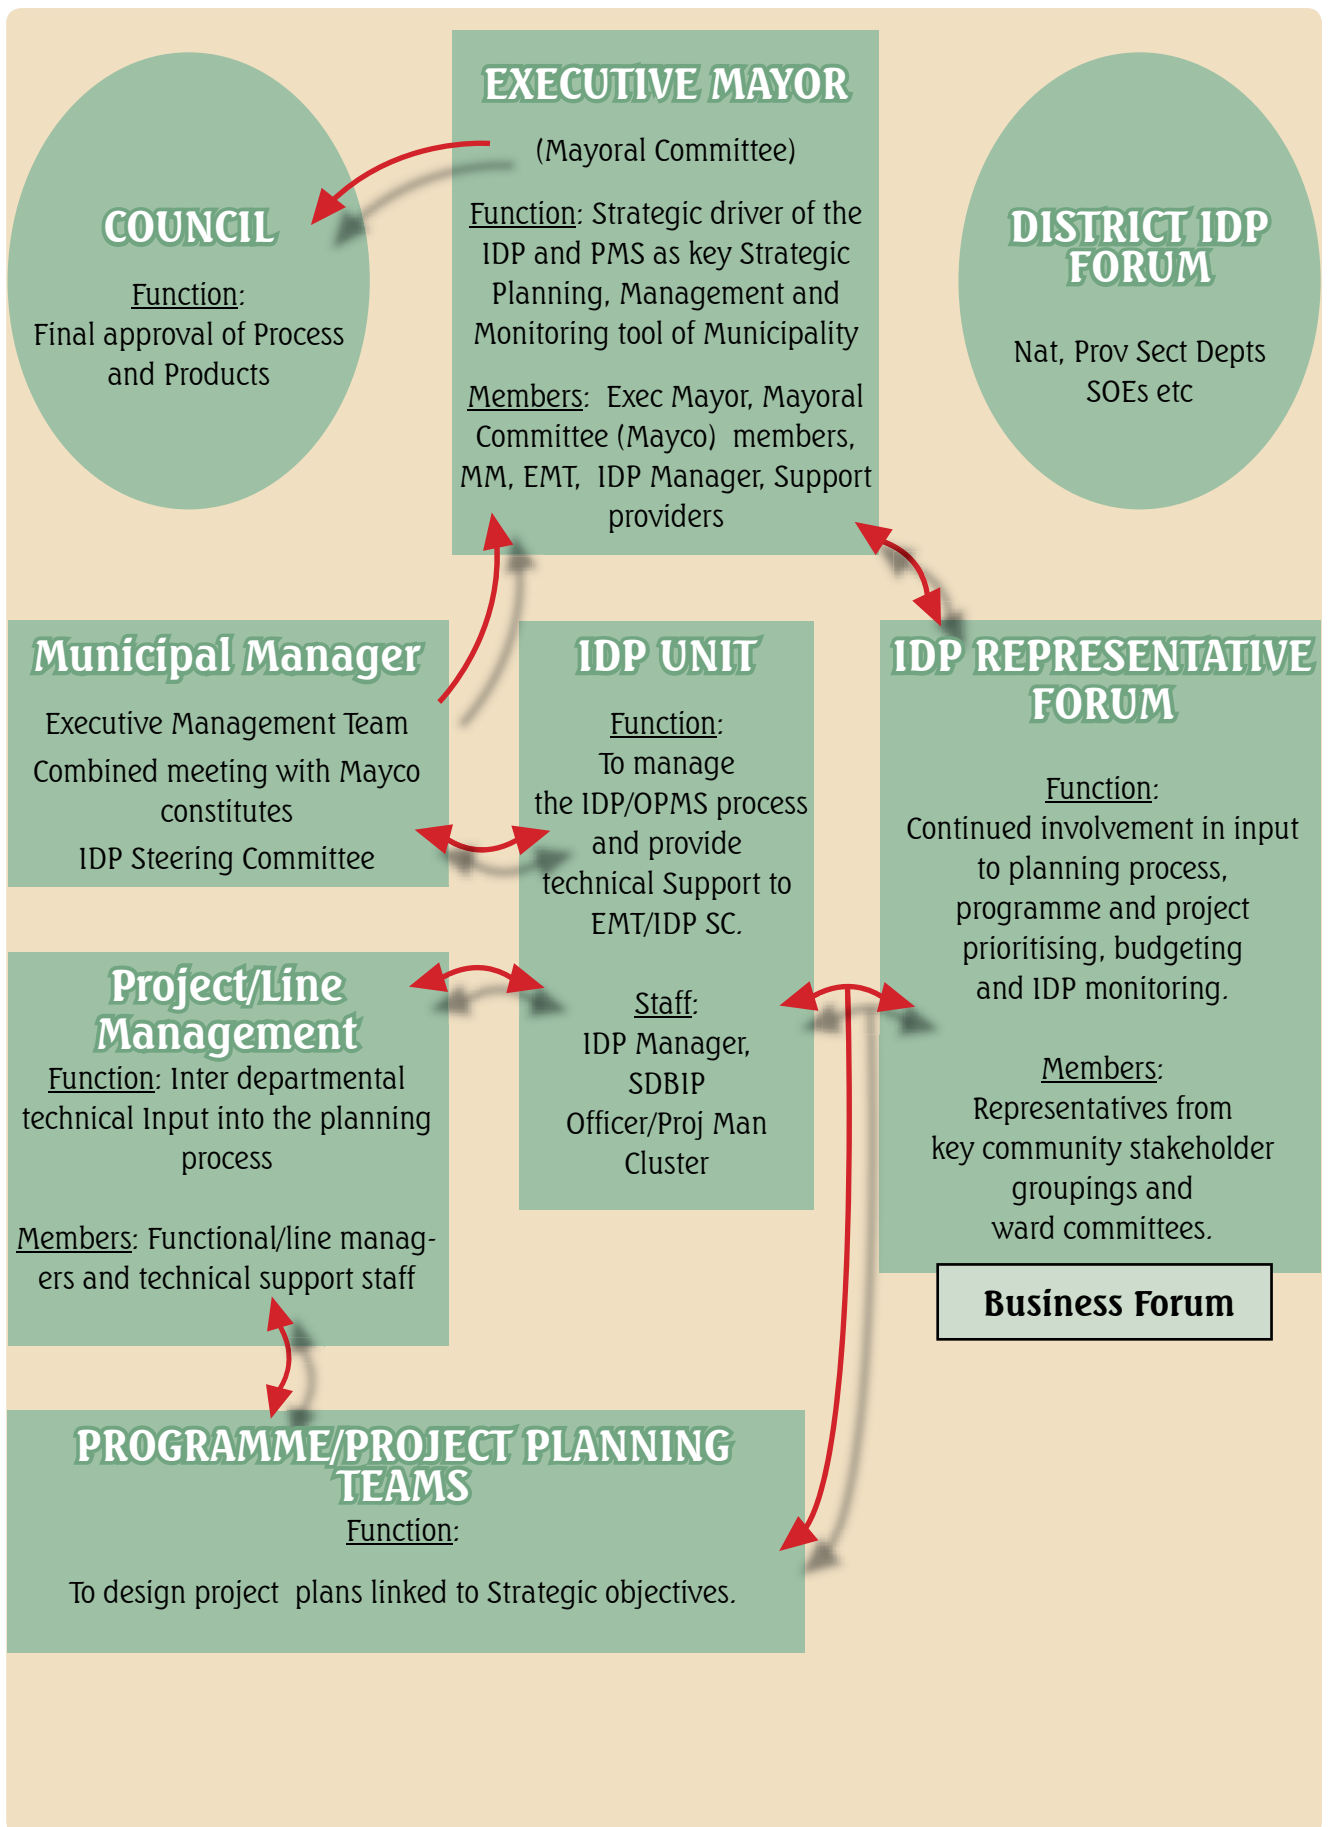 EXECUTIVE MAYOR
(Mayoral Committee)
Function: Strategic driver of the
IDP and PMS as key Strategic
Planning, Management and
Monitoring tool of Municipality
Members:  Exec Mayor, Mayoral
Committee (Mayco)  members,
MM, EMT,  IDP Manager, Support
providers
COUNCIL
Function:
Final approval of Process
and Products
DISTRICT IDP
FORUM
Nat, Prov Sect Depts
SOEs etc
Municipal Manager
Executive Management Team
Combined meeting with Mayco
constitutes
IDP Steering Committee
IDP UNIT
Function:
To manage
the IDP/OPMS process
and provide
technical Support to
EMT/IDP SC.
Staff:
IDP Manager,
SDBIP
Officer/Proj Man
Cluster
IDP REPRESENTATIVE
FORUM
Function:
Continued involvement in input
to planning process,
programme and project
prioritising, budgeting
and IDP monitoring.
Members:
Representatives from
key community stakeholder
groupings and
ward committees.
Business Forum
Project/Line
Management
Function: Inter departmental
technical Input into the planning
process
Members: Functional/line manag-
ers and technical support staff
PROGRAMME/PROJECT PLANNING
TEAMS
Function:
To design project  plans linked to Strategic objectives.